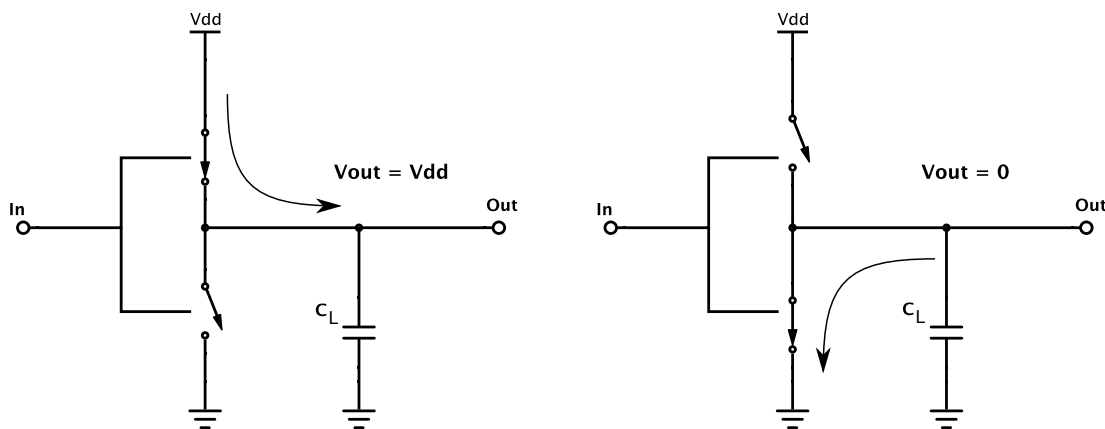 Vdd
Vout = Vdd
In
Out
CL
Vdd
Vout = 0
In
Out
CL